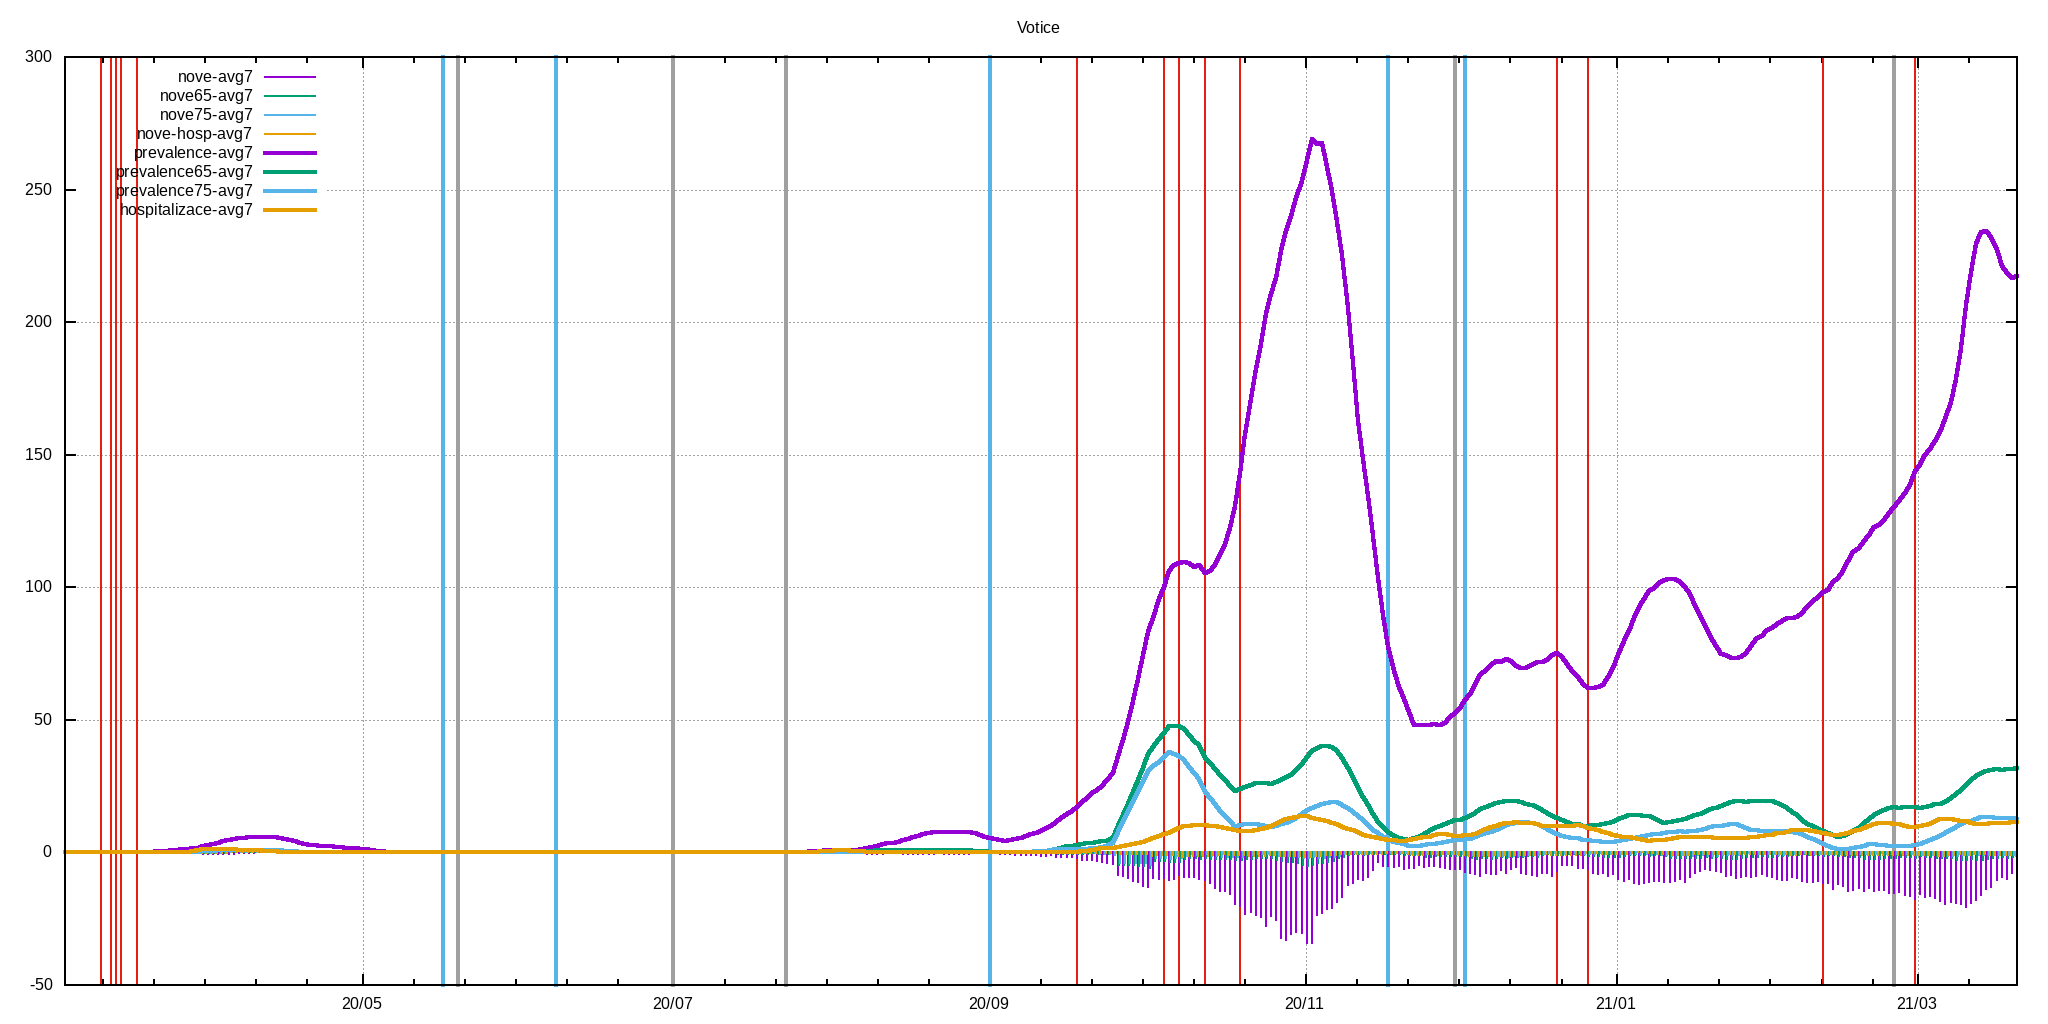 Votice
300
250
200
150
100
50
0
-50
nove-avg7
nove65-avg7
nove75-avg7
nove-hosp-avg7
prevalence-avg7
prevalence65-avg7
prevalence75-avg7
hospitalizace-avg7
20/05
20/07
20/09
20/11
21/01
21/03